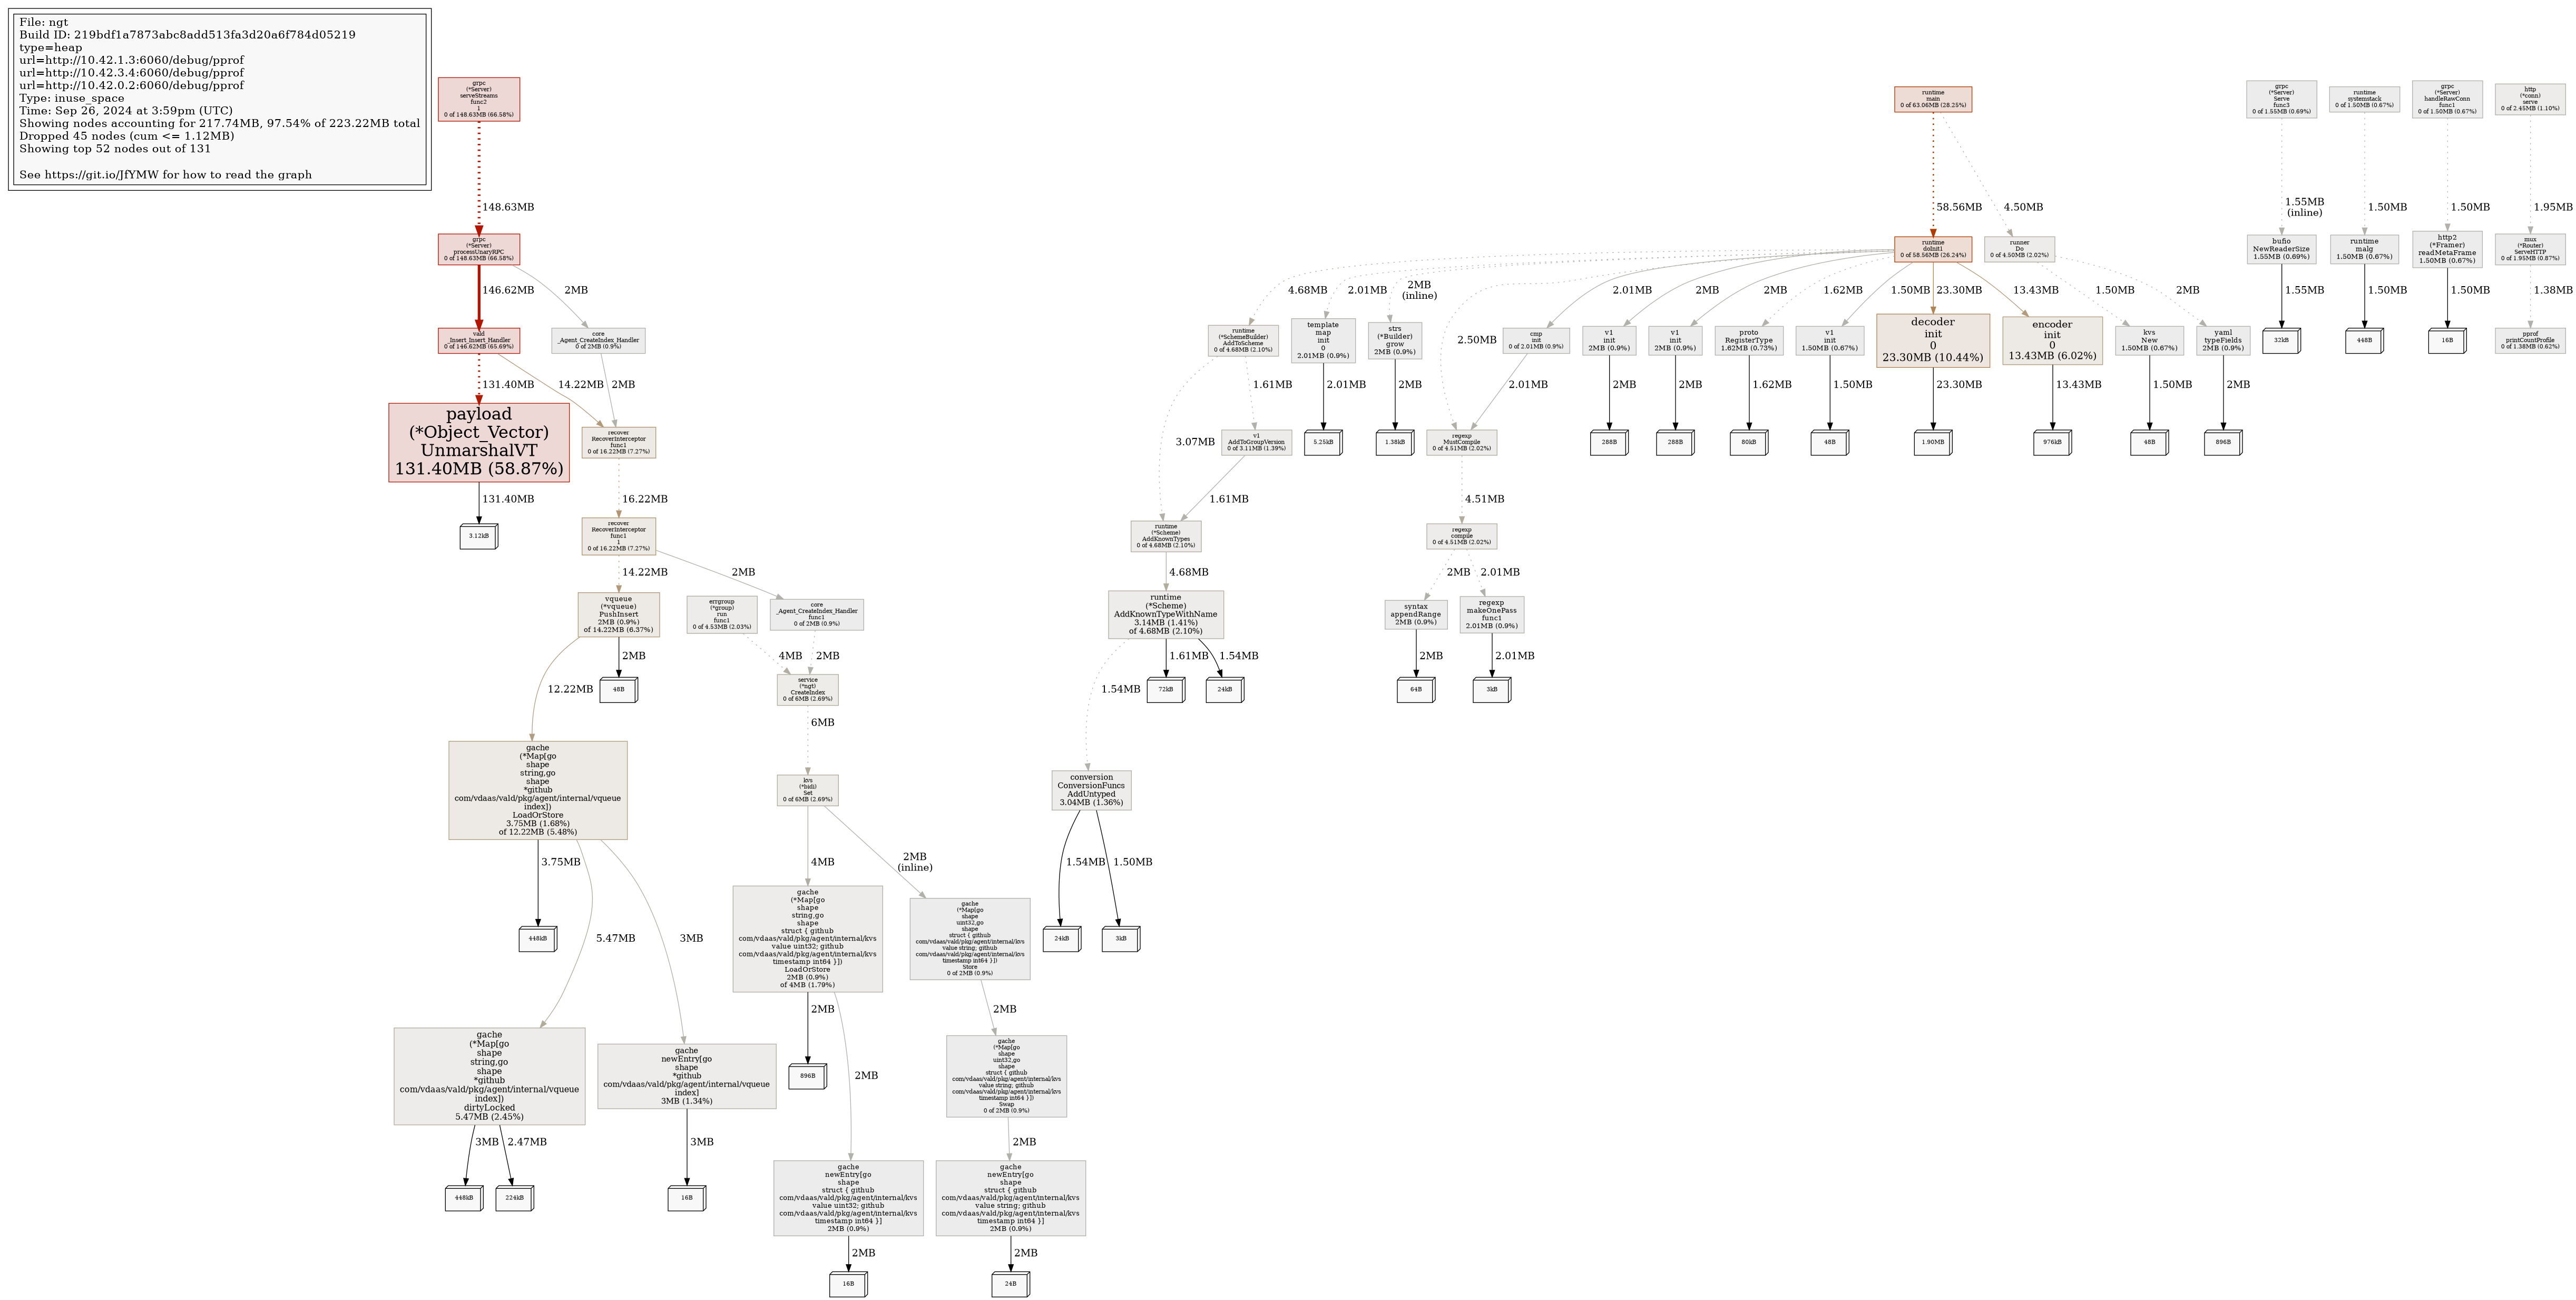 File: ngt
Build ID: 219bdf1a7873abc8add513fa3d20a6f784d05219
type=heap
url=http://10.42.1.3:6060/debug/pprof
url=http://10.42.3.4:6060/debug/pprof
url=http://10.42.0.2:6060/debug/pprof
Type: inuse_space
Time: Sep 26, 2024 at 3:59pm (UTC)
Showing nodes accounting for 217.74MB, 97.54% of 223.22MB total
Dropped 45 nodes (cum <= 1.12MB)
Showing top 52 nodes out of 131
See https://git.io/JfYMW for how to read the graph
grpc
(*Server)
serveStreams
func2
1
0 of 148.63MB (66.58%)
runtime
main
0 of 63.06MB (28.25%)
grpc
(*Server)
Serve
func3
0 of 1.55MB (0.69%)
runtime
systemstack
0 of 1.50MB (0.67%)
grpc
(*Server)
handleRawConn
func1
0 of 1.50MB (0.67%)
http
(*conn)
serve
0 of 2.45MB (1.10%)
148.63MB
58.56MB
4.50MB
1.55MB
(inline)
1.50MB
1.50MB
1.95MB
grpc
(*Server)
processUnaryRPC
0 of 148.63MB (66.58%)
runtime
doInit1
0 of 58.56MB (26.24%)
runner
Do
0 of 4.50MB (2.02%)
bufio
NewReaderSize
1.55MB (0.69%)
runtime
malg
1.50MB (0.67%)
http2
(*Framer)
readMetaFrame
1.50MB (0.67%)
mux
(*Router)
ServeHTTP
0 of 1.95MB (0.87%)
146.62MB
2MB
4.68MB
2.01MB
2MB
(inline)
2.50MB
2.01MB
2MB
2MB
1.62MB
1.50MB
23.30MB
13.43MB
1.50MB
2MB
1.55MB
1.50MB
1.50MB
1.38MB
vald
_Insert_Insert_Handler
0 of 146.62MB (65.69%)
core
_Agent_CreateIndex_Handler
0 of 2MB (0.9%)
runtime
(*SchemeBuilder)
AddToScheme
0 of 4.68MB (2.10%)
template
map
init
0
2.01MB (0.9%)
strs
(*Builder)
grow
2MB (0.9%)
cmp
init
0 of 2.01MB (0.9%)
v1
init
2MB (0.9%)
v1
init
2MB (0.9%)
proto
RegisterType
1.62MB (0.73%)
v1
init
1.50MB (0.67%)
decoder
init
0
23.30MB (10.44%)
encoder
init
0
13.43MB (6.02%)
kvs
New
1.50MB (0.67%)
yaml
typeFields
2MB (0.9%)
32kB
448B
16B
pprof
printCountProfile
0 of 1.38MB (0.62%)
131.40MB
14.22MB
2MB
3.07MB
1.61MB
2.01MB
2MB
2.01MB
2MB
2MB
1.62MB
1.50MB
23.30MB
13.43MB
1.50MB
2MB
payload
(*Object_Vector)
UnmarshalVT
131.40MB (58.87%)
recover
RecoverInterceptor
func1
0 of 16.22MB (7.27%)
v1
AddToGroupVersion
0 of 3.11MB (1.39%)
5.25kB
1.38kB
regexp
MustCompile
0 of 4.51MB (2.02%)
288B
288B
80kB
48B
1.90MB
976kB
48B
896B
131.40MB
16.22MB
1.61MB
4.51MB
3.12kB
recover
RecoverInterceptor
func1
1
0 of 16.22MB (7.27%)
runtime
(*Scheme)
AddKnownTypes
0 of 4.68MB (2.10%)
regexp
compile
0 of 4.51MB (2.02%)
14.22MB
2MB
4.68MB
2MB
2.01MB
vqueue
(*vqueue)
PushInsert
2MB (0.9%)
of 14.22MB (6.37%)
errgroup
(*group)
run
func1
0 of 4.53MB (2.03%)
core
_Agent_CreateIndex_Handler
func1
0 of 2MB (0.9%)
runtime
(*Scheme)
AddKnownTypeWithName
3.14MB (1.41%)
of 4.68MB (2.10%)
syntax
appendRange
2MB (0.9%)
regexp
makeOnePass
func1
2.01MB (0.9%)
12.22MB
2MB
4MB
2MB
1.54MB
1.61MB
1.54MB
2MB
2.01MB
48B
service
(*ngt)
CreateIndex
0 of 6MB (2.69%)
72kB
24kB
64B
3kB
6MB
gache
(*Map[go
shape
string,go
shape
*github
com/vdaas/vald/pkg/agent/internal/vqueue
index])
LoadOrStore
3.75MB (1.68%)
of 12.22MB (5.48%)
kvs
(*bidi)
Set
0 of 6MB (2.69%)
conversion
ConversionFuncs
AddUntyped
3.04MB (1.36%)
3.75MB
5.47MB
3MB
4MB
2MB
(inline)
1.54MB
1.50MB
448kB
gache
(*Map[go
shape
string,go
shape
struct { github
com/vdaas/vald/pkg/agent/internal/kvs
value uint32; github
com/vdaas/vald/pkg/agent/internal/kvs
timestamp int64 }])
LoadOrStore
2MB (0.9%)
of 4MB (1.79%)
gache
(*Map[go
shape
uint32,go
shape
struct { github
com/vdaas/vald/pkg/agent/internal/kvs
value string; github
com/vdaas/vald/pkg/agent/internal/kvs
timestamp int64 }])
Store
0 of 2MB (0.9%)
24kB
3kB
2MB
2MB
2MB
gache
(*Map[go
shape
string,go
shape
*github
com/vdaas/vald/pkg/agent/internal/vqueue
index])
dirtyLocked
5.47MB (2.45%)
gache
newEntry[go
shape
*github
com/vdaas/vald/pkg/agent/internal/vqueue
index]
3MB (1.34%)
896B
gache
(*Map[go
shape
uint32,go
shape
struct { github
com/vdaas/vald/pkg/agent/internal/kvs
value string; github
com/vdaas/vald/pkg/agent/internal/kvs
timestamp int64 }])
Swap
0 of 2MB (0.9%)
3MB
2.47MB
3MB
2MB
448kB
224kB
16B
gache
newEntry[go
shape
struct { github
com/vdaas/vald/pkg/agent/internal/kvs
value uint32; github
com/vdaas/vald/pkg/agent/internal/kvs
timestamp int64 }]
2MB (0.9%)
gache
newEntry[go
shape
struct { github
com/vdaas/vald/pkg/agent/internal/kvs
value string; github
com/vdaas/vald/pkg/agent/internal/kvs
timestamp int64 }]
2MB (0.9%)
2MB
2MB
16B
24B